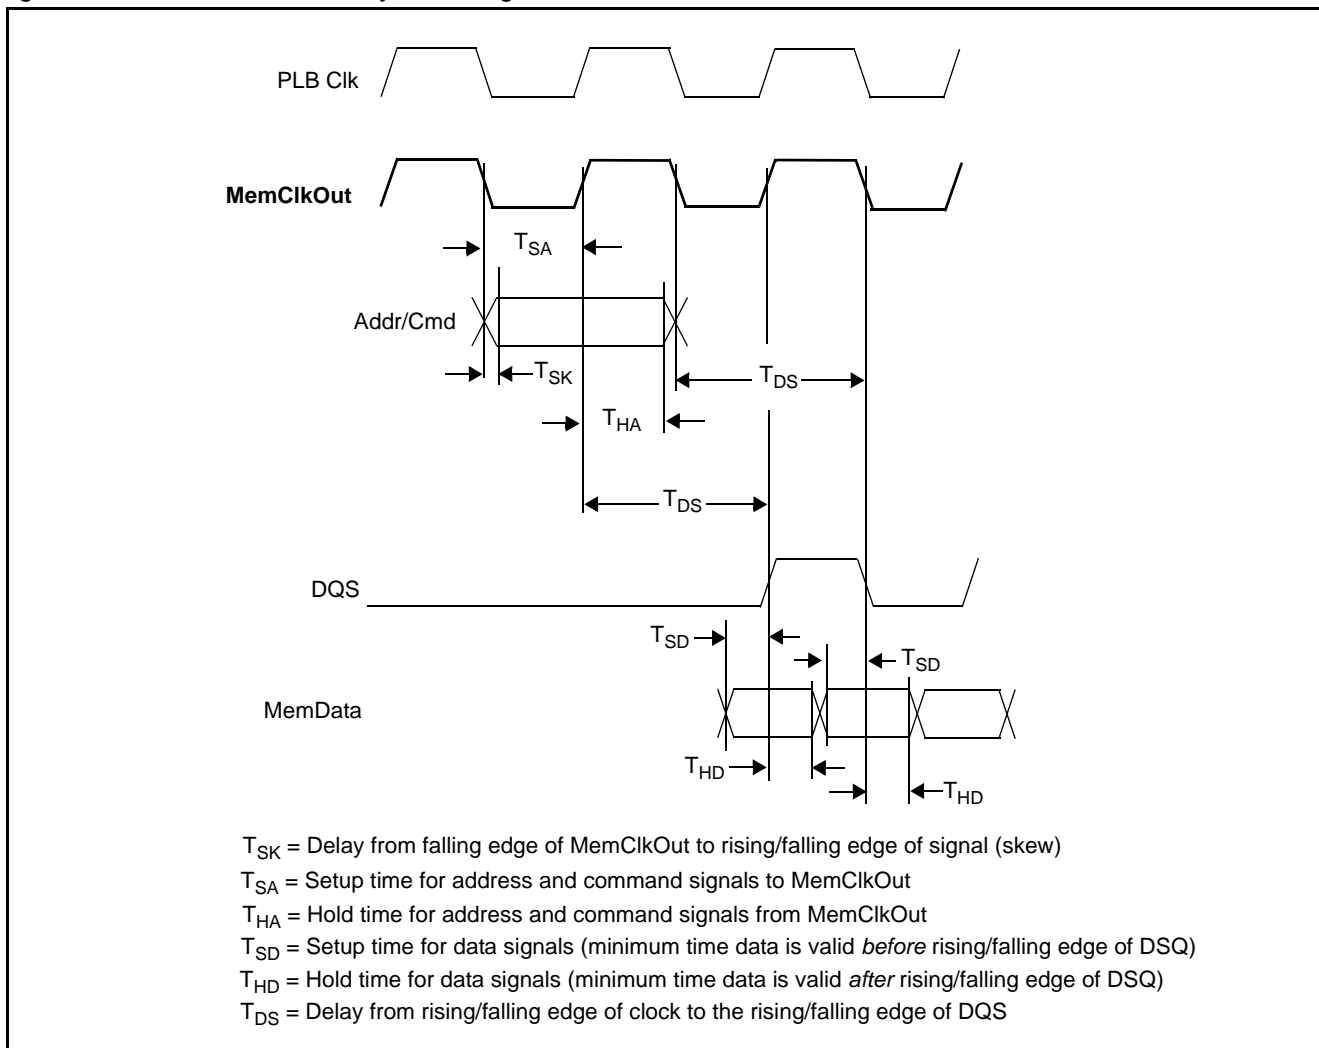 PLB Clk
MemClkOut
TSA
Addr/Cmd
TSK
TDS
THA
TDS
DQS
TSD
TSD
MemData
THD
THD
TSK = Delay from falling edge of MemClkOut to rising/falling edge of signal (skew)
TSA = Setup time for address and command signals to MemClkOut
THA = Hold time for address and command signals from MemClkOut
TSD = Setup time for data signals (minimum time data is valid before rising/falling edge of DSQ)
THD = Hold time for data signals (minimum time data is valid after rising/falling edge of DSQ)
TDS = Delay from rising/falling edge of clock to the rising/falling edge of DQS